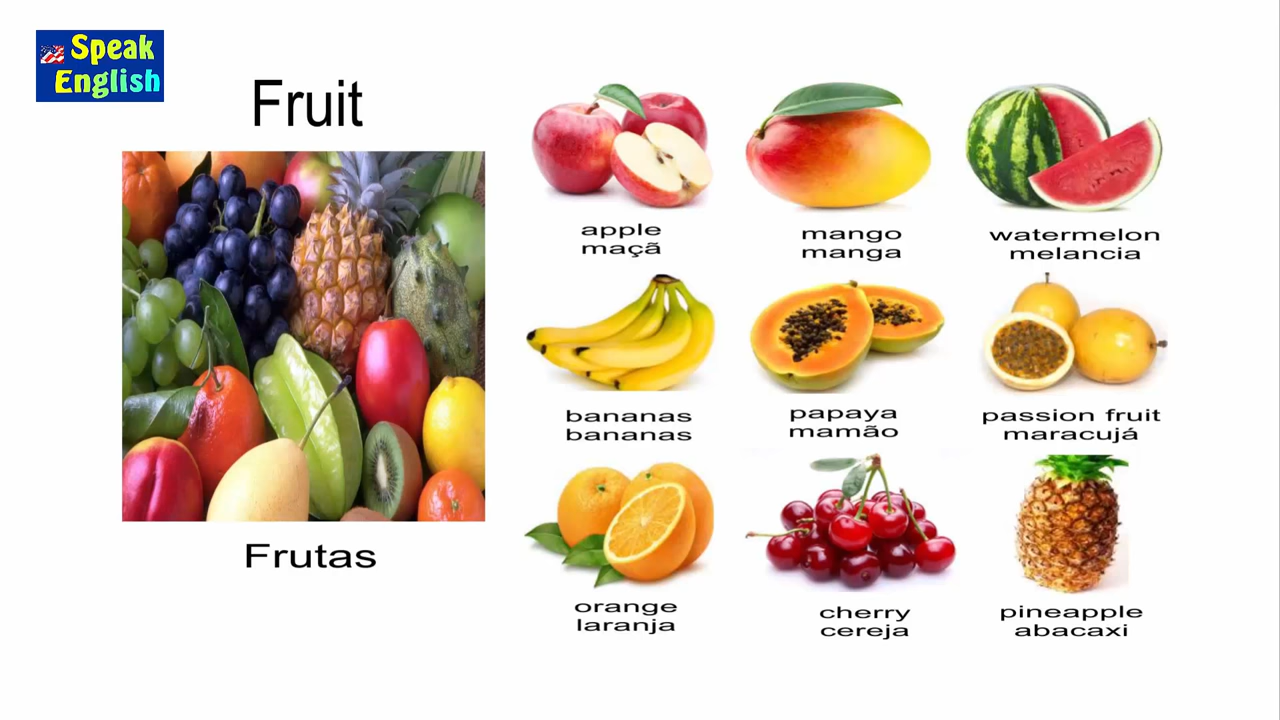 Speak
English
Fruit
Frutas
apple
maçã
mango
manga
watermelon
melancia
bananas
bananas
papaya
mamão
passion fruit
maracujá
orange
laranja
cherry
cereja
pineapple
abacaxi